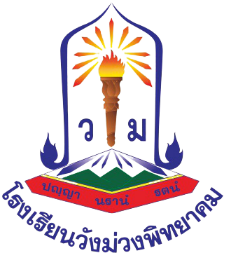 ว ม
ปญฺญา นรานํ รตนํ
โรงเรียนวังม่วงพิทยาคม